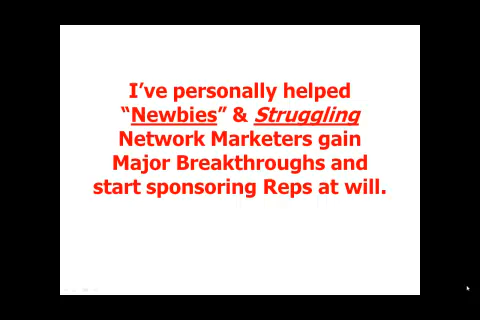 I’ve personally helped
“Newbies” & Struggling
Network Marketers gain
Major Breakthroughs and
start sponsoring Reps at will.